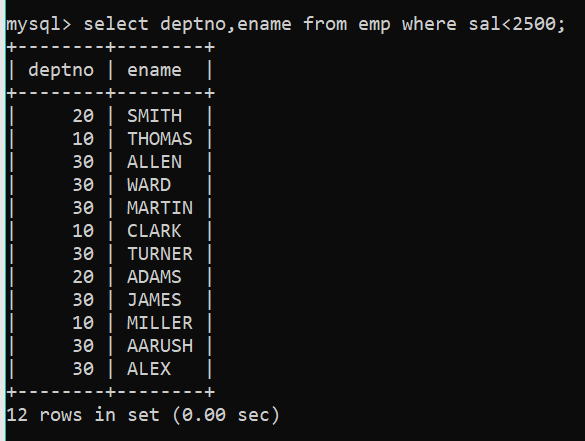 mysql> select deptno,ename from emp where sal<2500;
+--------+--------+
| deptno | ename  |
+--------+--------+
|     20 | SMITH  |
|     10 | THOMAS |
|     30 | ALLEN  |
|     30 | WARD   |
|     30 | MARTIN |
|     10 | CLARK  |
|     30 | TURNER |
|     20 | ADAMS  |
|     30 | JAMES  |
|     10 | MILLER |
|     30 | AARUSH |
|     30 | ALEX   |
+--------+--------+
12 rows in set (0.00 sec)